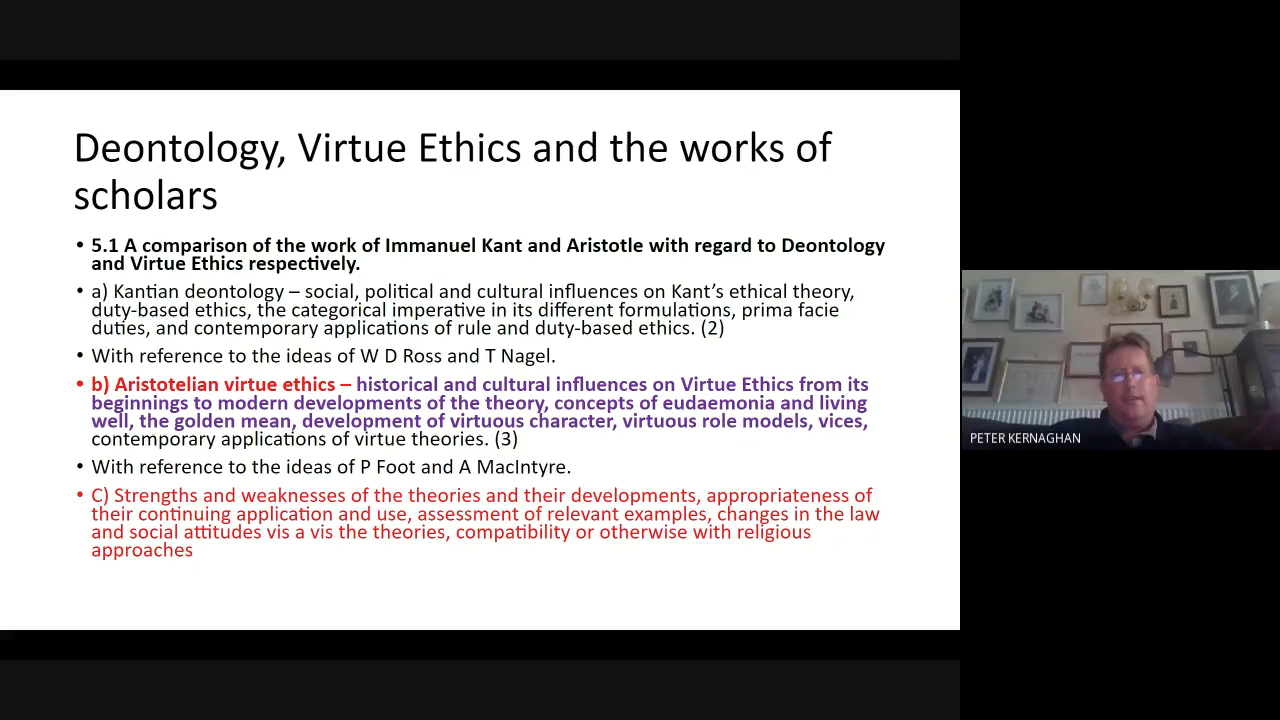 Deontology, Virtue Ethics and the works of
scholars
• 5.1 A comparison of the work of Immanuel Kant and Aristotle with regard to Deontology
and Virtue Ethics respectively.
• a) Kantian deontology – social, political and cultural influences on Kant's ethical theory,
duty-based ethics, the categorical imperative in its different formulations, prima facie
duties, and contemporary applications of rule and duty-based ethics. (2)
• With reference to the ideas of W D Ross and T Nagel.
• b) Aristotelian virtue ethics – historical and cultural influences on Virtue Ethics from its
beginnings to modern developments of the theory, concepts of eudaemonia and living
well, the golden mean, development of virtuous character, virtuous role models, vices,
contemporary applications of virtue theories. (3)
• With reference to the ideas of P Foot and A MacIntyre.
• C) Strengths and weaknesses of the theories and their developments, appropriateness of
their continuing application and use, assessment of relevant examples, changes in the law
and social attitudes vis a vis the theories, compatibility or otherwise with religious
approaches
PETER KERNAGHAN